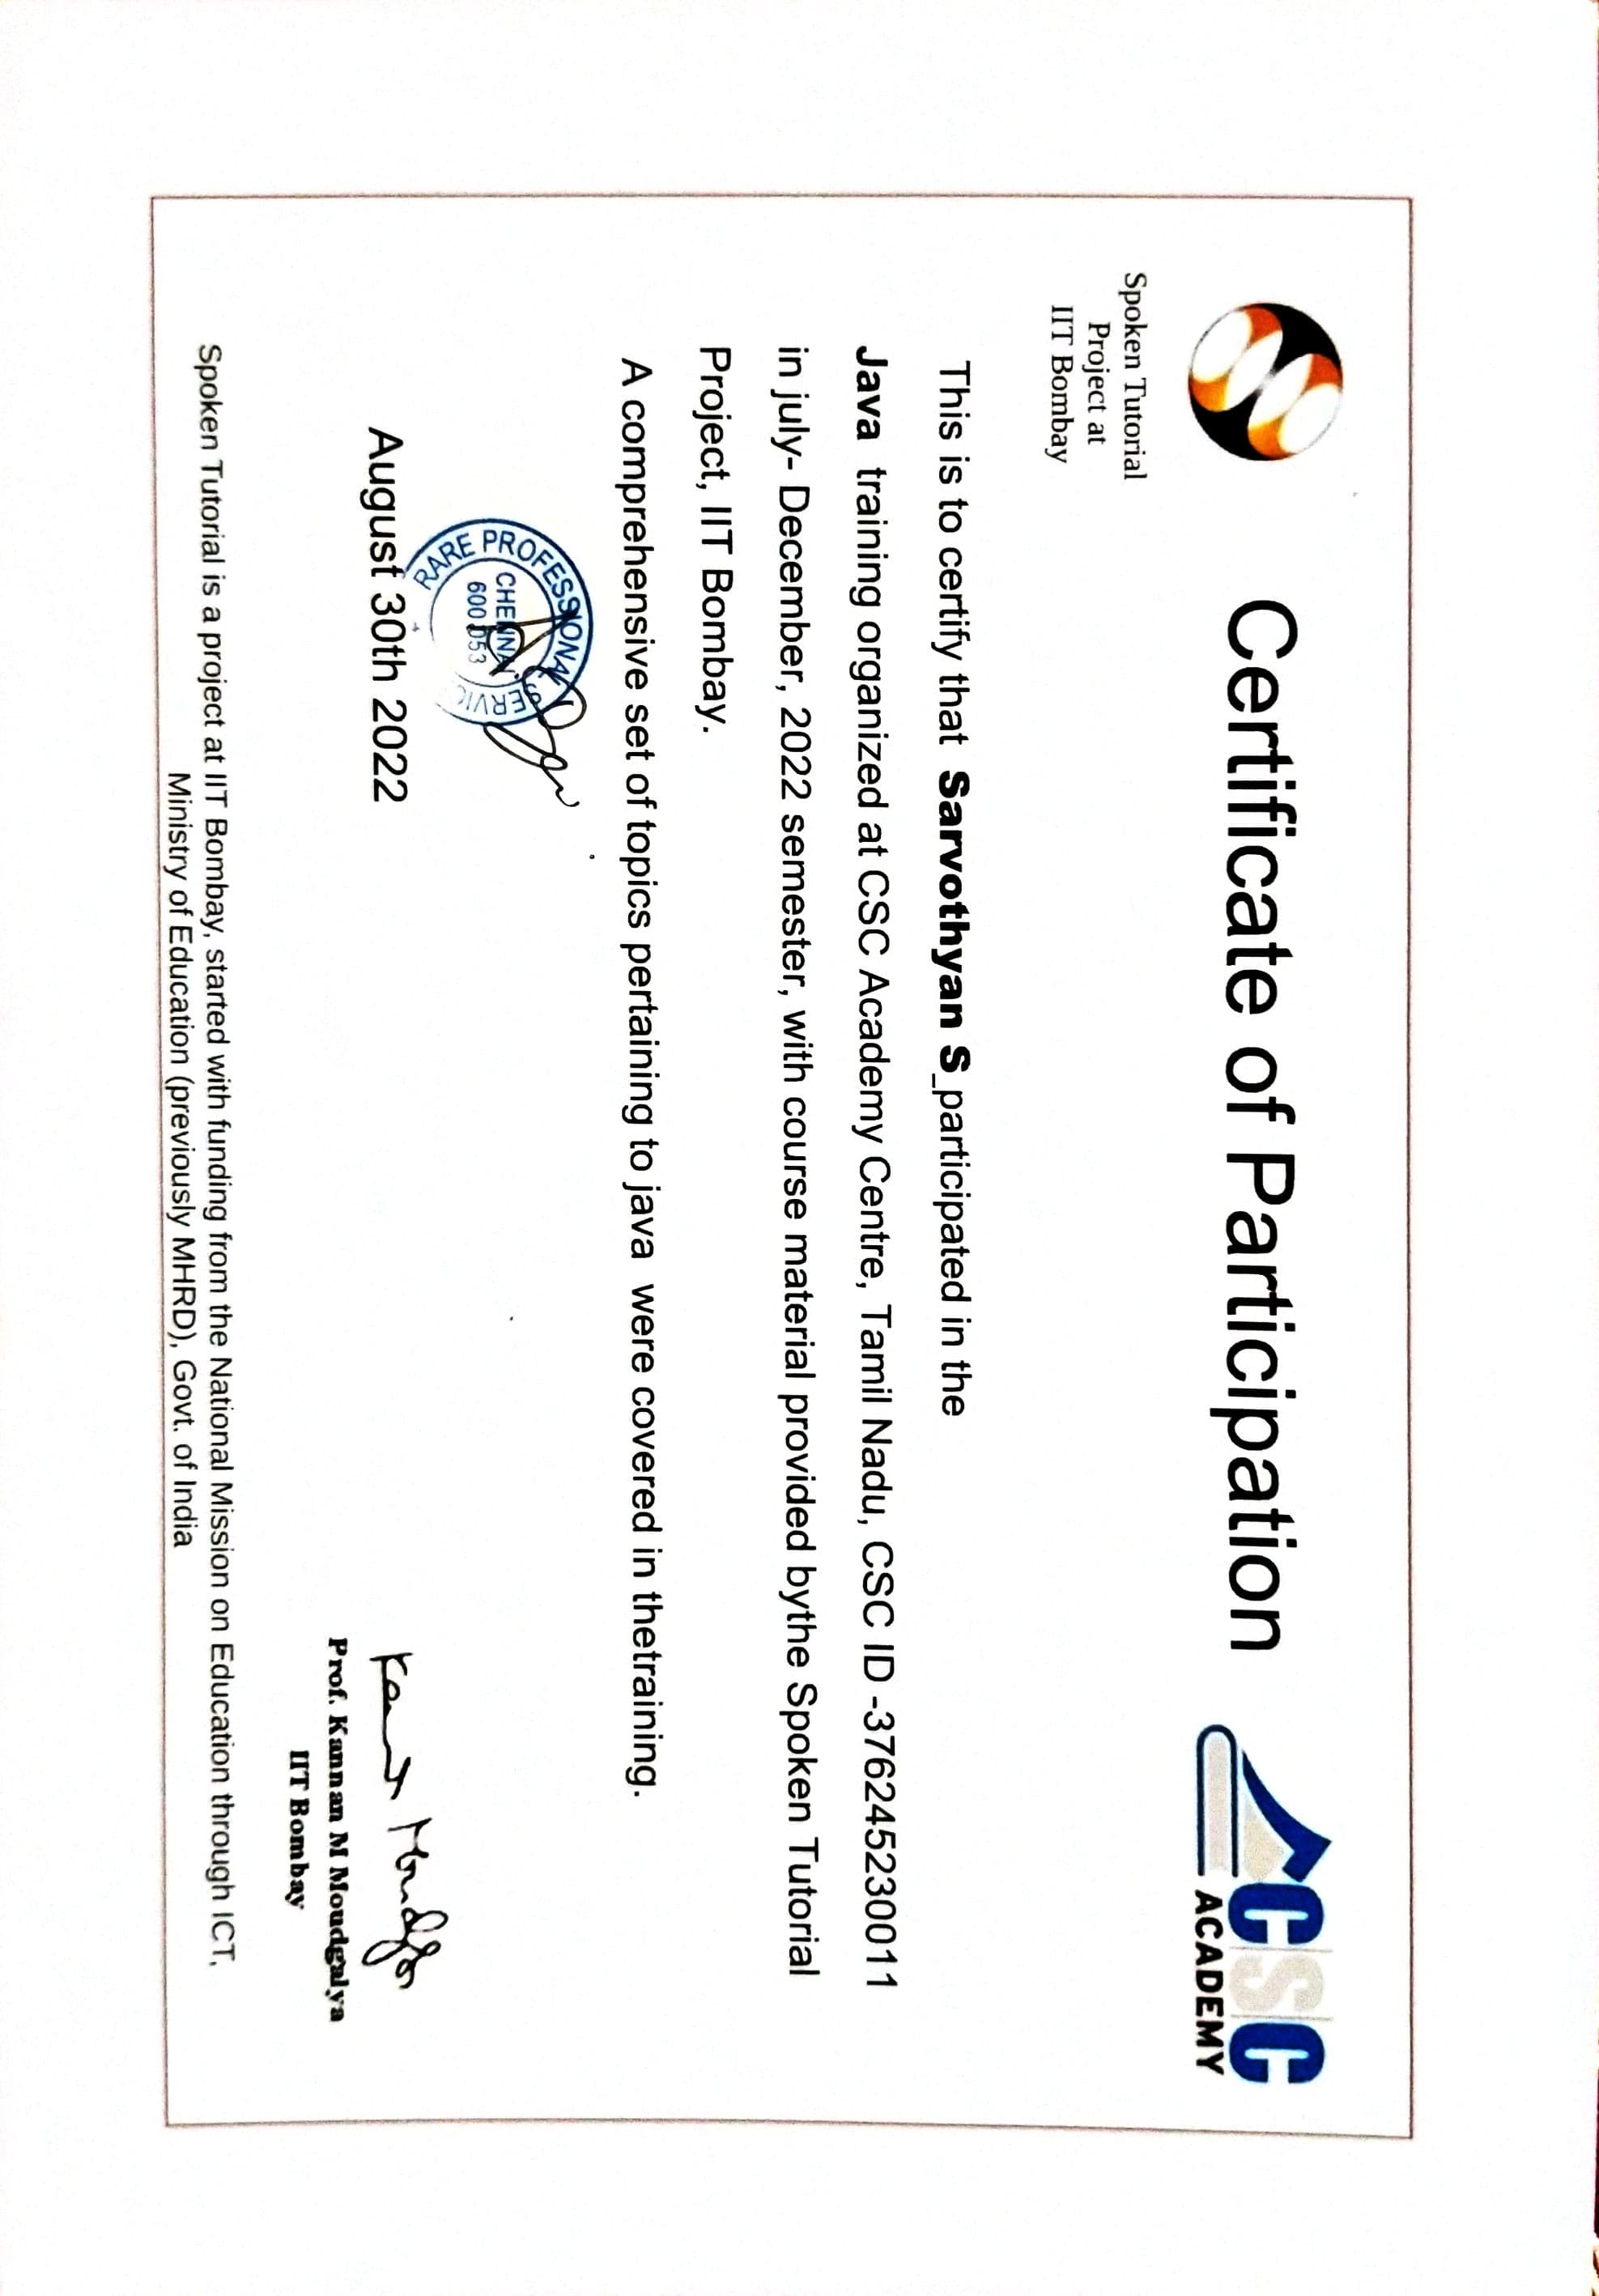 Spoken Tutorial
Project at
IIT Bombay
Certificate of Participation
CSC
ACADEMY
This is to certify that Sarvothyan S_participated in the
Java training organized at CSC Academy Centre, Tamil Nadu, CSC ID -376245230011
in july- December, 2022 semester, with course material provided bythe Spoken Tutorial
Project, IIT Bombay.
A comprehensive set of topics pertaining to java were covered in thetraining.
RARE PROFESSIONAL
CHENNAI
600 053
August 30th 2022
Prof. Kannan M Moudgalya
IIT Bombay
Spoken Tutorial is a project at IIT Bombay, started with funding from the National Mission on Education through ICT,
Ministry of Education (previously MHRD), Govt. of India